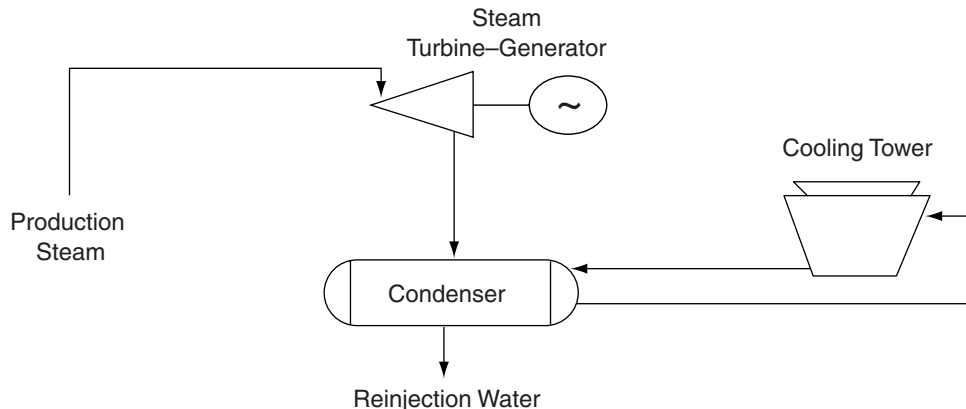 Steam
Turbine–Generator
~
Cooling Tower
Production
Steam
Condenser
Reinjection Water